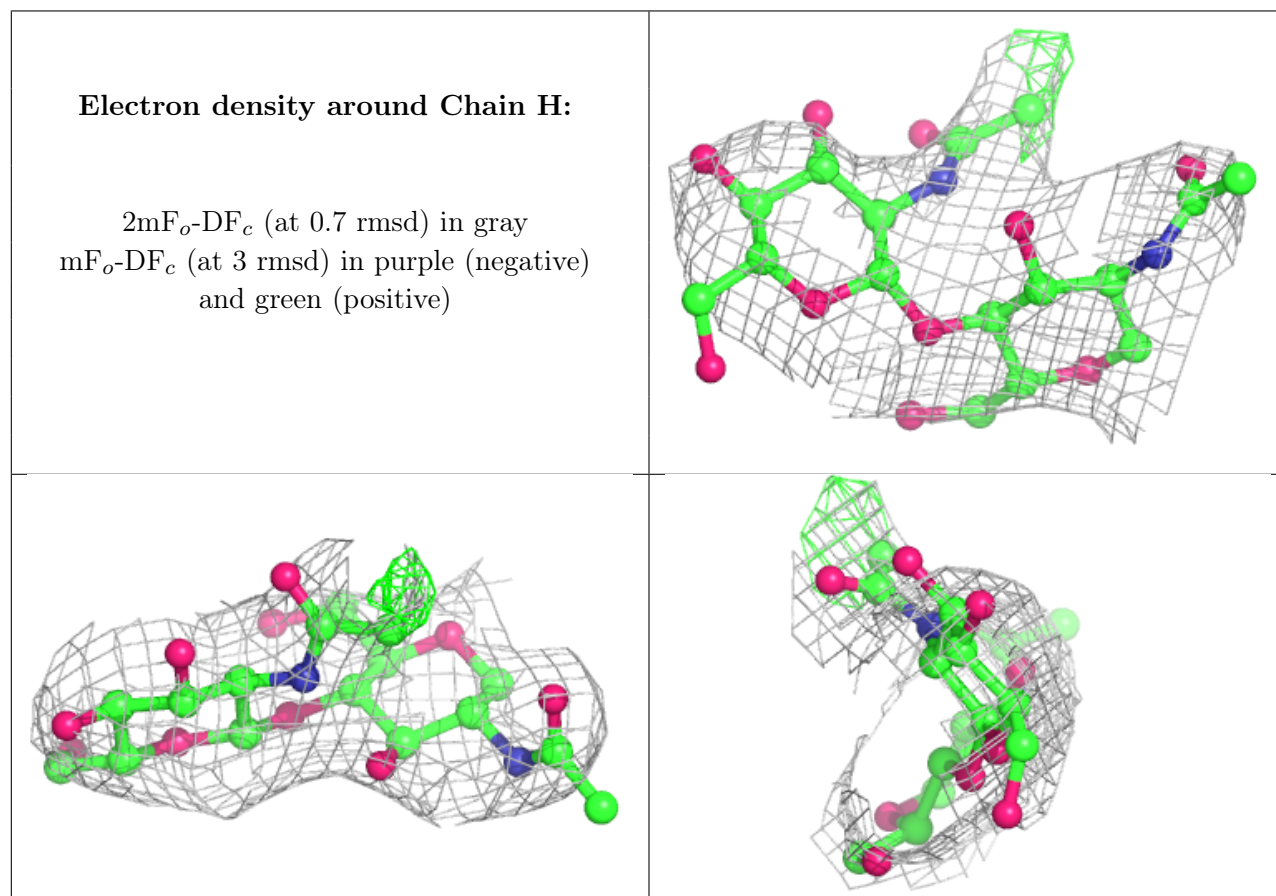 Electron density around Chain H:
2mFo-DFc (at 0.7 rmsd) in gray
mFo-DFc (at 3 rmsd) in purple (negative)
and green (positive)